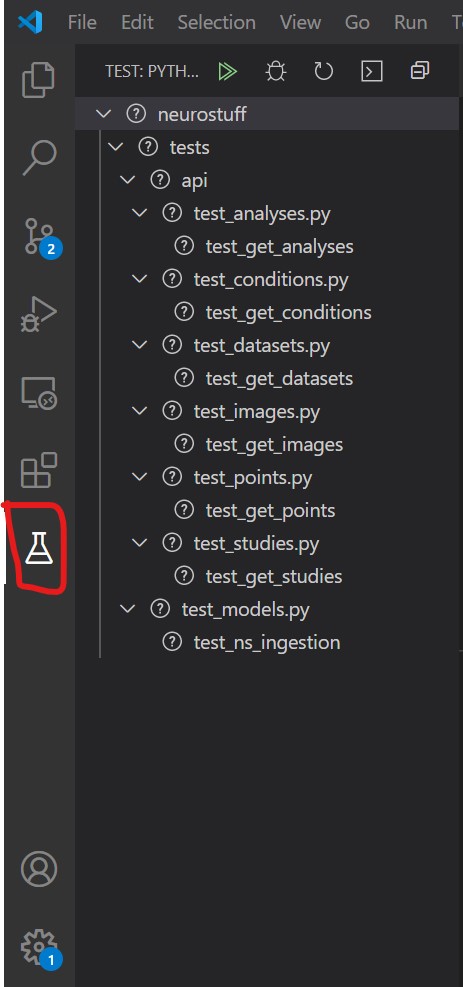 File Edit Selection View Go Run
TEST: PYTH...
neurostuff
tests
api
test_analyses.py
test_get_analyses
2
test_conditions.py
test_get_conditions
test_datasets.py
test_get_datasets
test_images.py
test_get_images
test_points.py
test_get_points
test_studies.py
test_get_studies
test_models.py
test_ns_ingestion
1